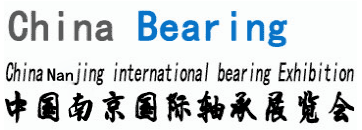 China Bearing
China Nanjing international bearing Exhibition
中国南京国际轴承展览会